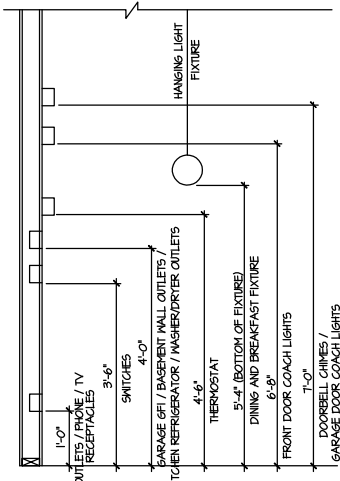 HANGING LIGHT
FIXTURE
1'-0"
OUTLETS / PHONE / TV
RECEPTACLES
3'-6"
SWITCHES
4'-0"
GARAGE GFI / BASEMENT WALL OUTLETS /
TCHEN REFRIGERATOR / WASHER/DRYER OUTLETS
4'-6"
THERMOSTAT
5'-4" (BOTTOM OF FIXTURE)
DINING AND BREAKFAST FIXTURE
6'-8"
FRONT DOOR COACH LIGHTS
7'-0"
DOORBELL CHIMES /
GARAGE DOOR COACH LIGHTS